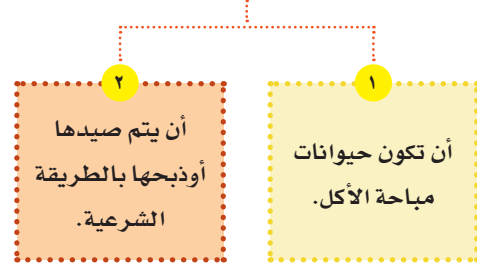 ١
أن تكون حيوانات
مباحة الأكل.
٢
أن يتم صيدها
أوذبحها بالطريقة
الشرعية.